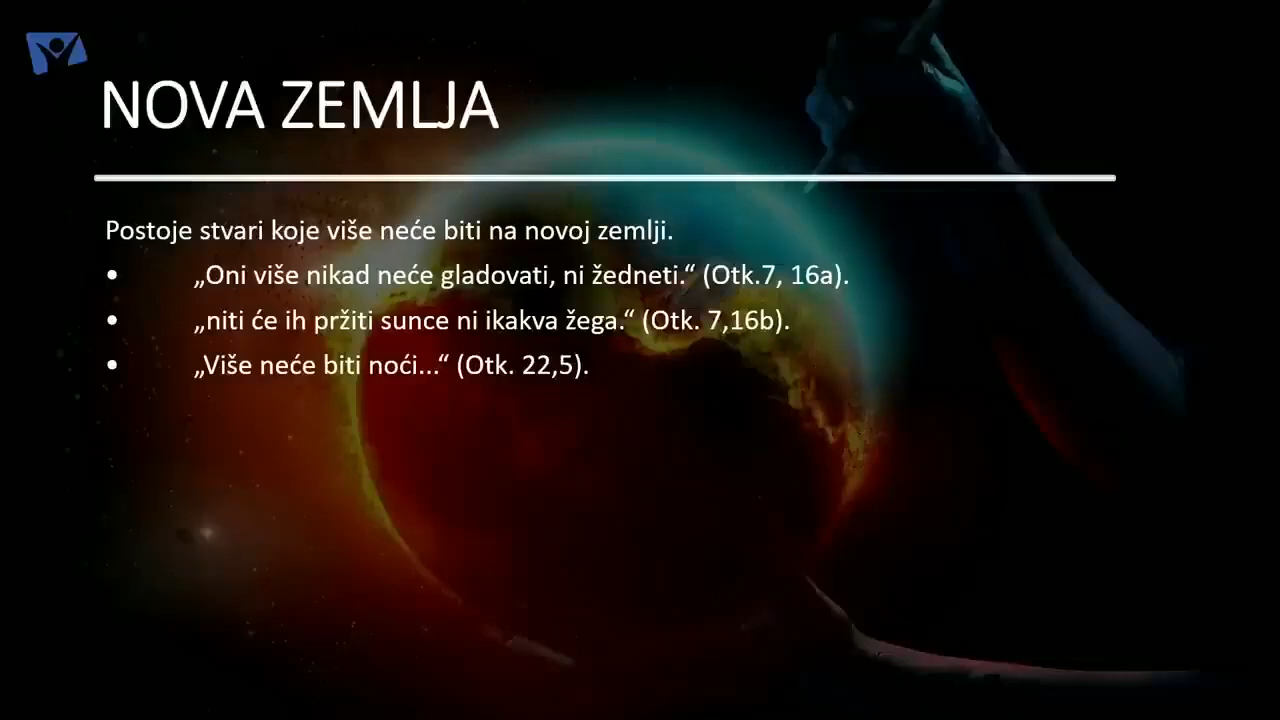 NOVA ZEMLJA
Postoje stvari koje više neće biti na novoj zemlji.
• „Oni više nikad neće gladovati, ni žedneti.“ (Otk.7, 16a).
• „niti će ih pržiti sunce ni ikakva žega.“ (Otk. 7,16b).
• „Više neće biti noći...“ (Otk. 22,5).